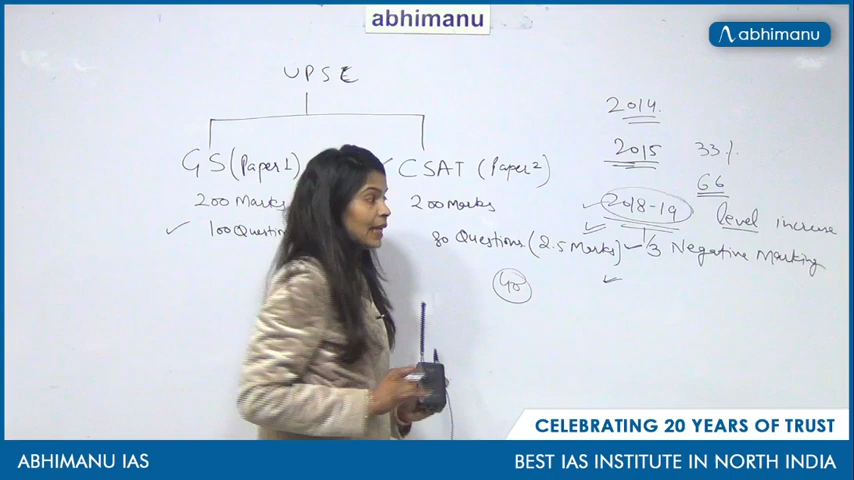 abhimanu
abhimanu
UPSC
GS (Paper 1)
200 Marks
100 Question
CSAT (Paper 2)
200 Marks
80 Questions (2.5 Marks)
40
2014
2015 33%
66
2018-19 level increase
1/3 Negative Marking
CELEBRATING 20 YEARS OF TRUST
ABHIMANU IAS
BEST IAS INSTITUTE IN NORTH INDIA